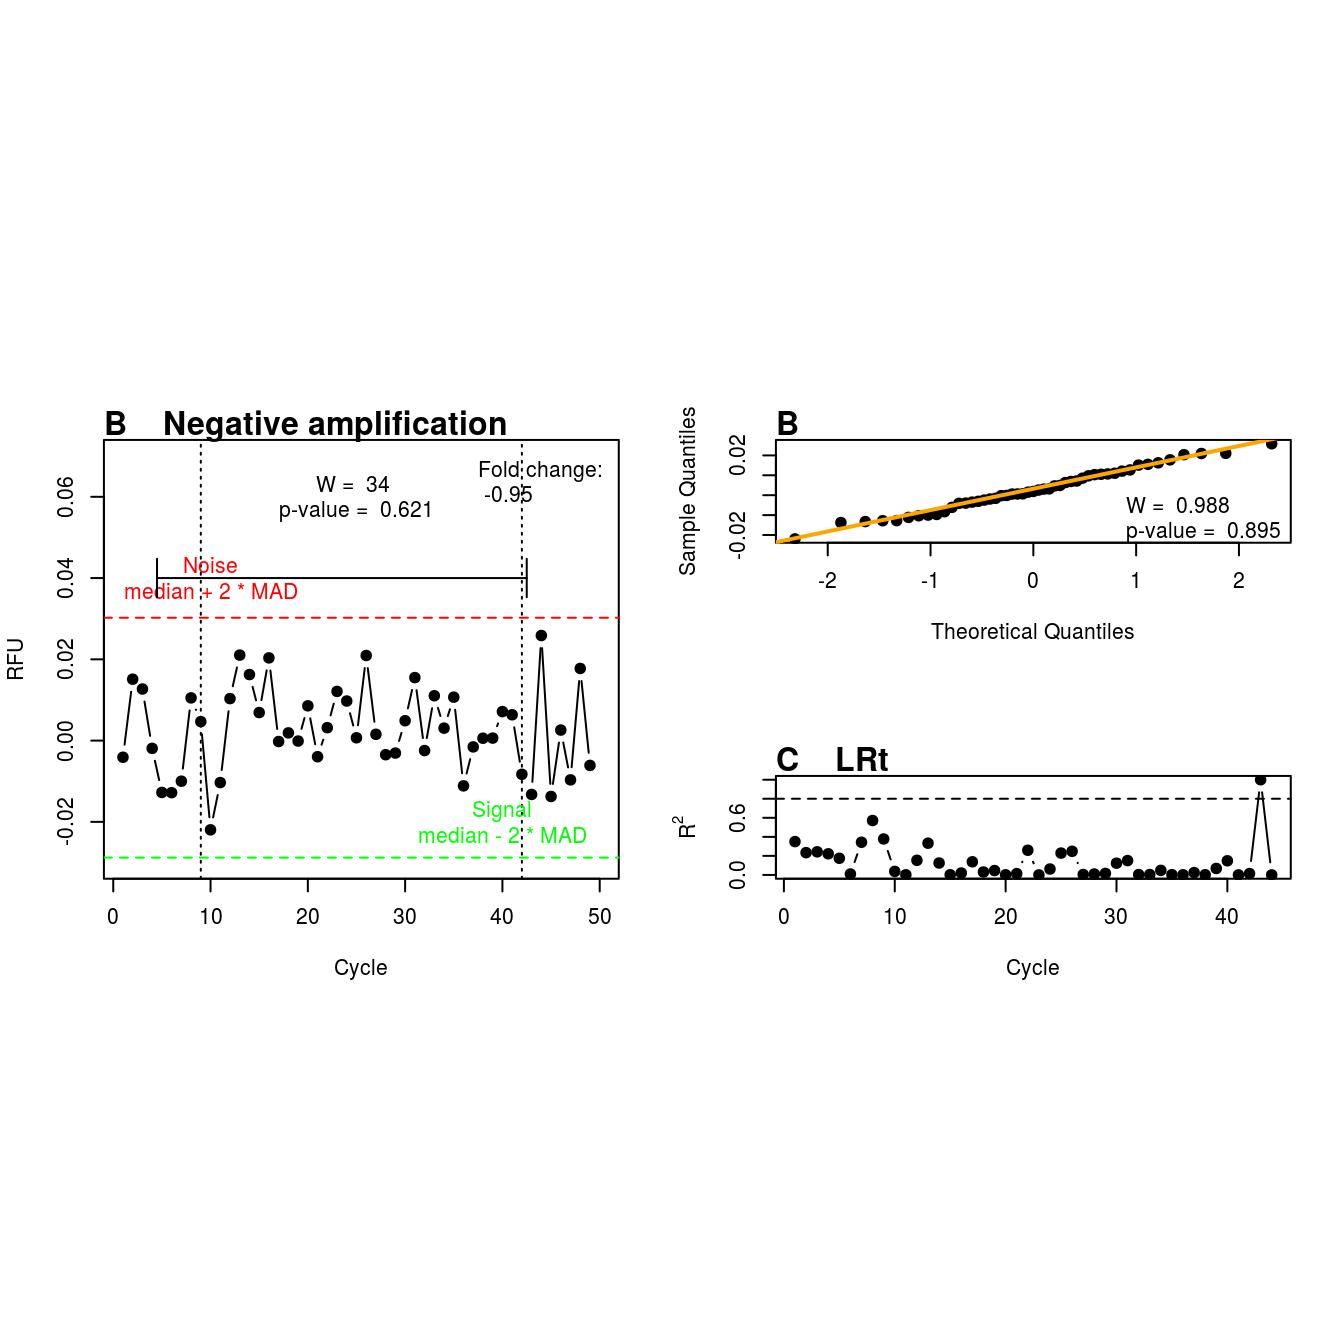 B    Negative amplification
RFU
0.06
0.04
0.02
0.00
-0.02
W =  34
p-value =  0.621
Fold change:
-0.95
Noise
median + 2 * MAD
Signal
median - 2 * MAD
0 10 20 30 40 50
Cycle
B
Sample Quantiles
0.02
-0.02
W =  0.988
p-value =  0.895
-2 -1 0 1 2
Theoretical Quantiles
C    LRt
R²
0.6
0.0
0 10 20 30 40
Cycle